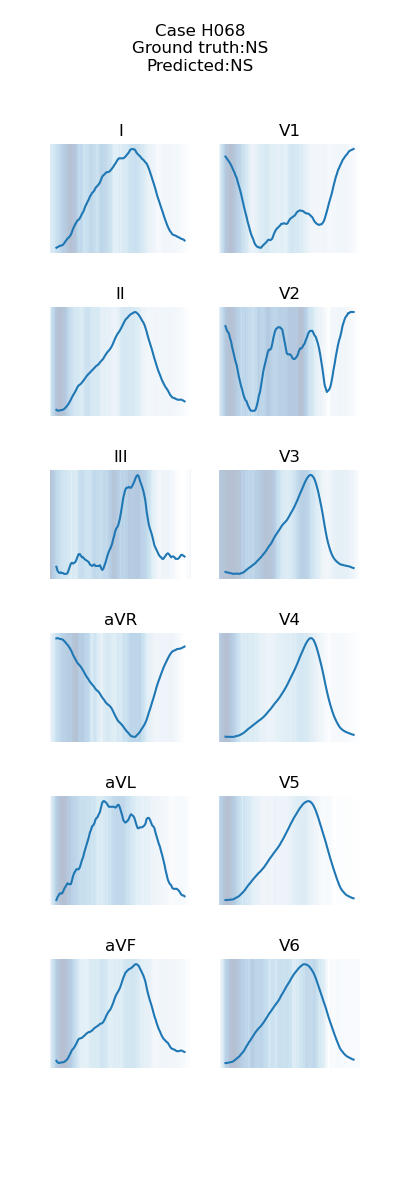 Case H068
Ground truth:NS
Predicted:NS
I
V1
II
V2
III
V3
aVR
V4
aVL
V5
aVF
V6